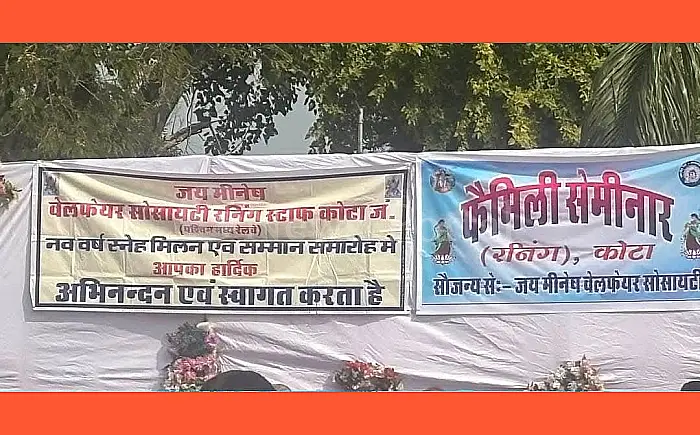 जय मीनेष
वेलफेयर सोसायटी रनिंग स्टाफ कोटा जं.
(पश्चिम मध्य रेलवे)
नव वर्ष स्नेह मिलन एवं सम्मान समारोह मे
आपका हार्दिक
अभिनन्दन एवं स्वागत करता है
फैमिली सेमीनार
(रनिंग), कोटा
सौजन्य सेः- जय मीनेष वेलफेयर सोसायटी